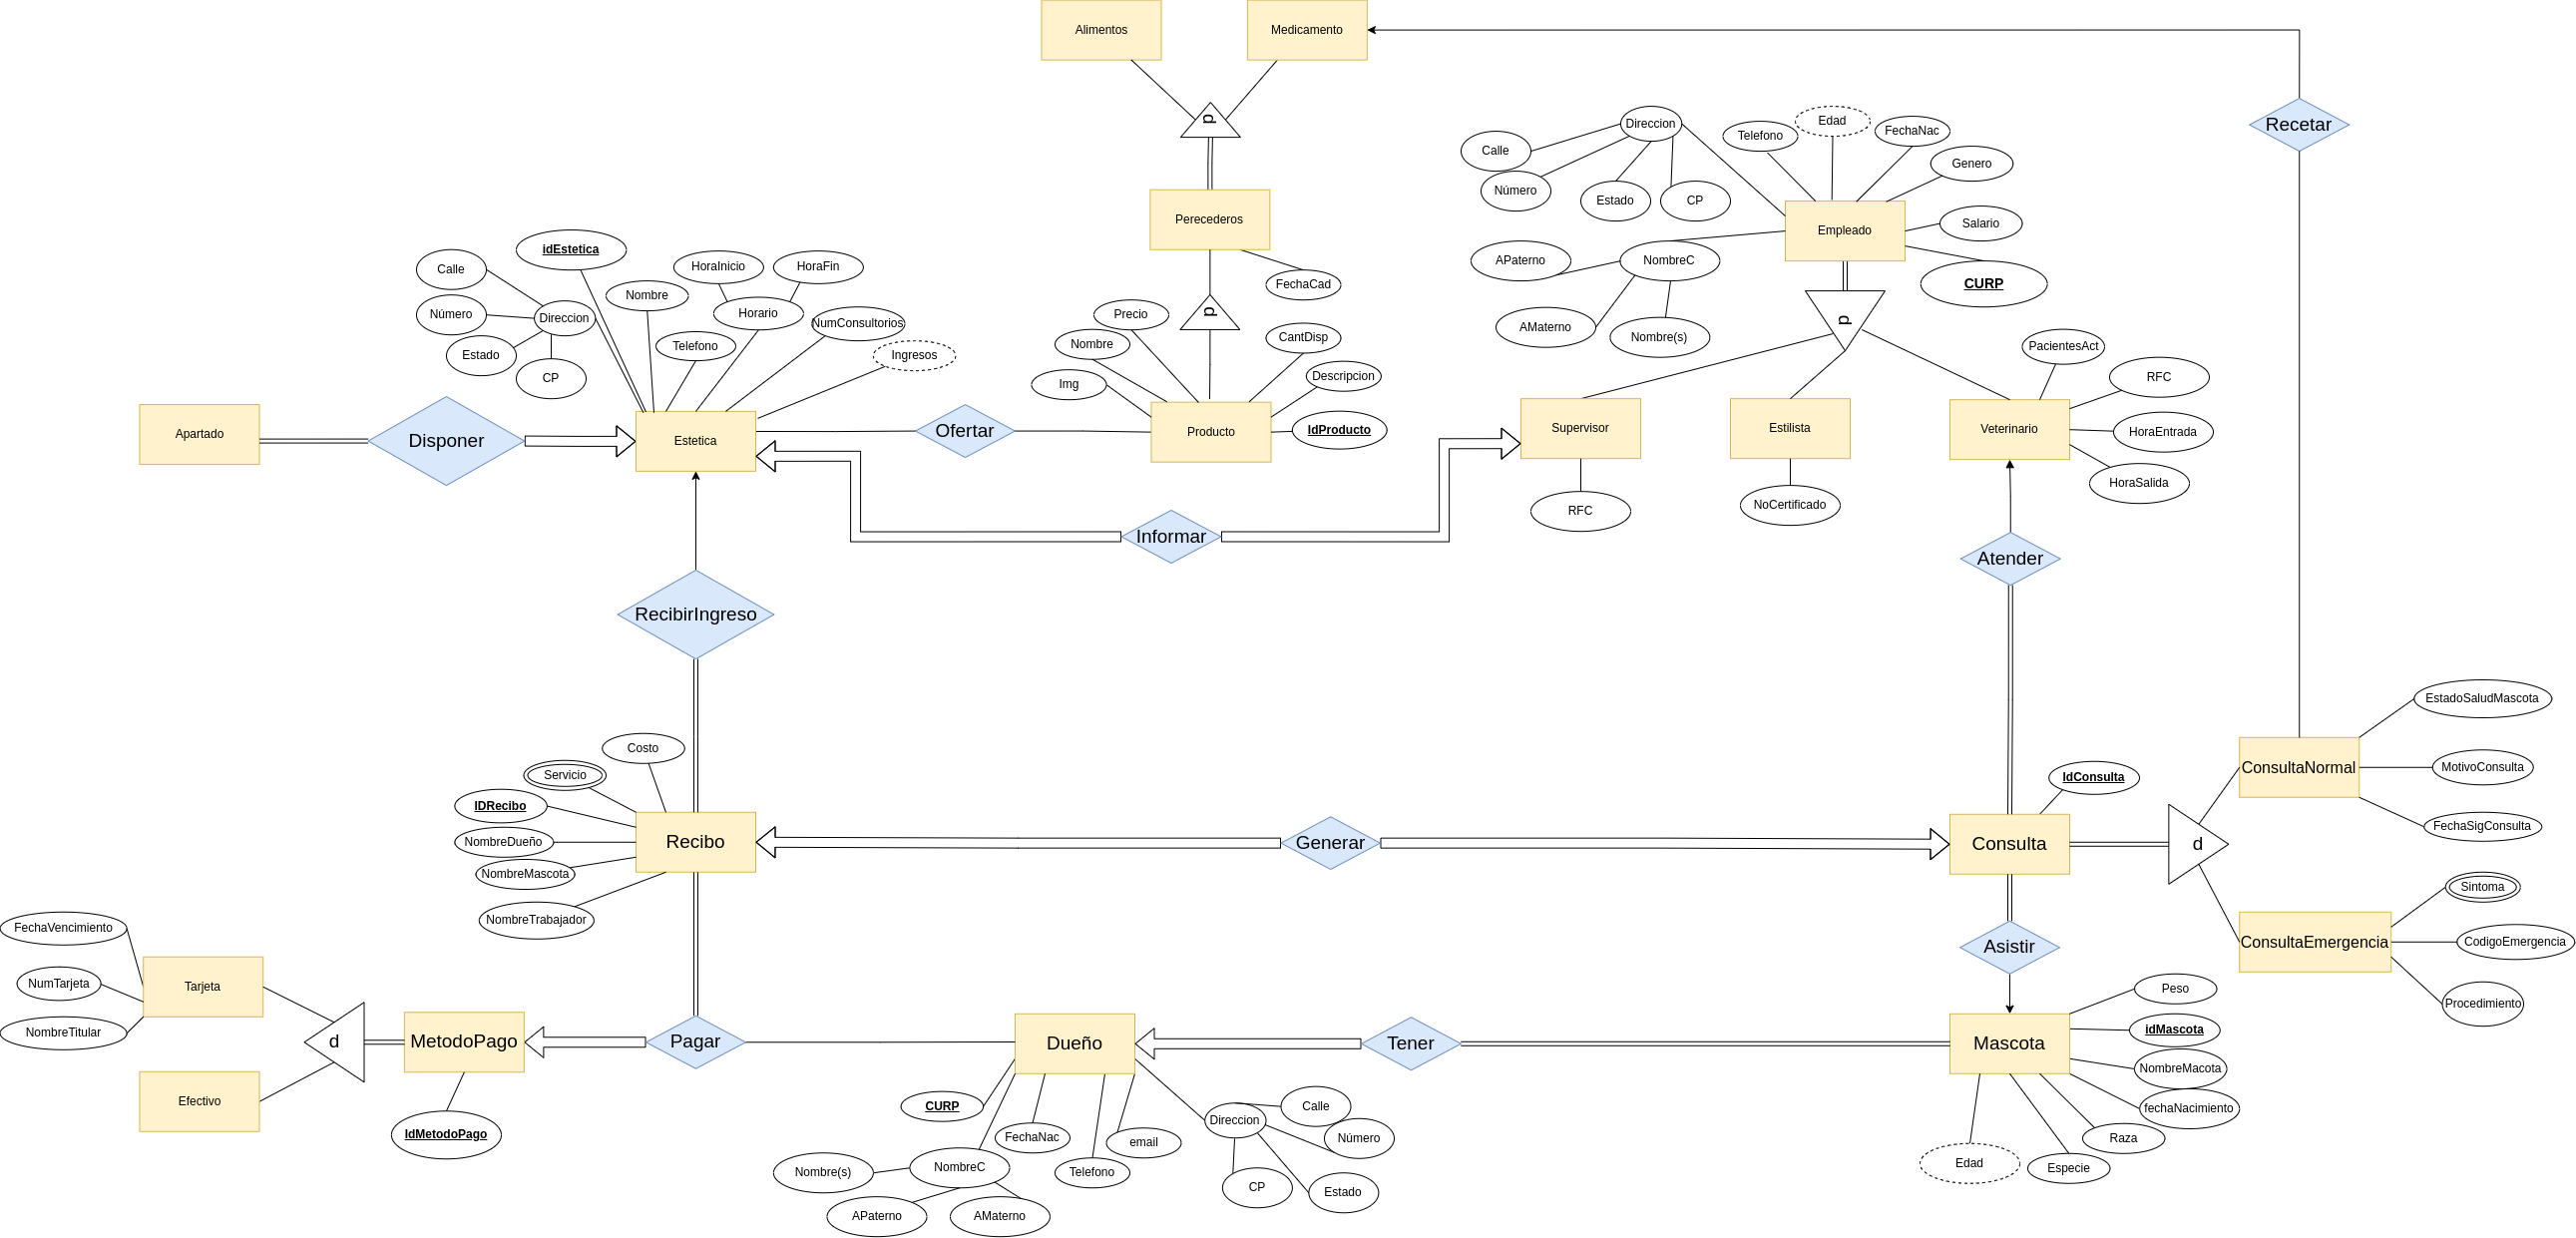 Alimentos
Medicamento
d
Recetar
Direccion
Telefono
Edad
FechaNac
Calle
Genero
Número
Estado
CP
Perecederos
Salario
Empleado
idEstetica
APaterno
NombreC
CURP
Calle
HoraInicio
HoraFin
FechaCad
Nombre
Número
Direccion
Horario
NumConsultorios
Precio
d
AMaterno
Nombre(s)
d
Telefono
Nombre
CantDisp
PacientesAct
Estado
Ingresos
CP
Img
Descripcion
RFC
Apartado
Disponer
Estetica
Ofertar
Producto
IdProducto
Supervisor
Estilista
Veterinario
HoraEntrada
HoraSalida
RFC
NoCertificado
Informar
Atender
RecibirIngreso
EstadoSaludMascota
Costo
Servicio
IDRecibo
NombreDueño
NombreMascota
NombreTrabajador
Recibo
Generar
IdConsulta
Consulta
d
ConsultaNormal
MotivoConsulta
FechaSigConsulta
Sintoma
ConsultaEmergencia
CodigoEmergencia
Procedimiento
Asistir
FechaVencimiento
NumTarjeta
NombreTitular
Tarjeta
d
MetodoPago
Efectivo
IdMetodoPago
Pagar
Dueño
Tener
Mascota
Peso
idMascota
NombreMacota
fechaNacimiento
Raza
Especie
Edad
CURP
FechaNac
email
Telefono
NombreC
Nombre(s)
APaterno
AMaterno
Direccion
Calle
Número
CP
Estado